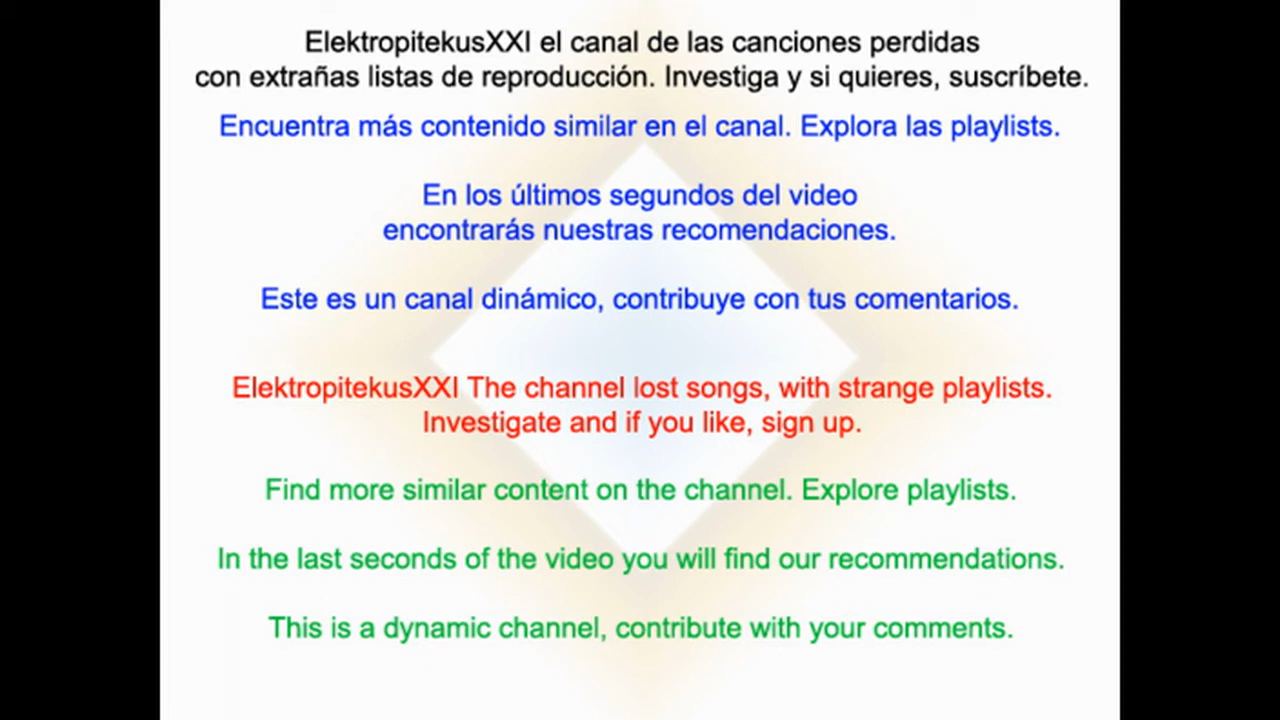 ElektropitekusXXI el canal de las canciones perdidas
con extrañas listas de reproducción. Investiga y si quieres, suscríbete.
Encuentra más contenido similar en el canal. Explora las playlists.
En los últimos segundos del video
encontrarás nuestras recomendaciones.
Este es un canal dinámico, contribuye con tus comentarios.
ElektropitekusXXI The channel lost songs, with strange playlists.
Investigate and if you like, sign up.
Find more similar content on the channel. Explore playlists.
In the last seconds of the video you will find our recommendations.
This is a dynamic channel, contribute with your comments.